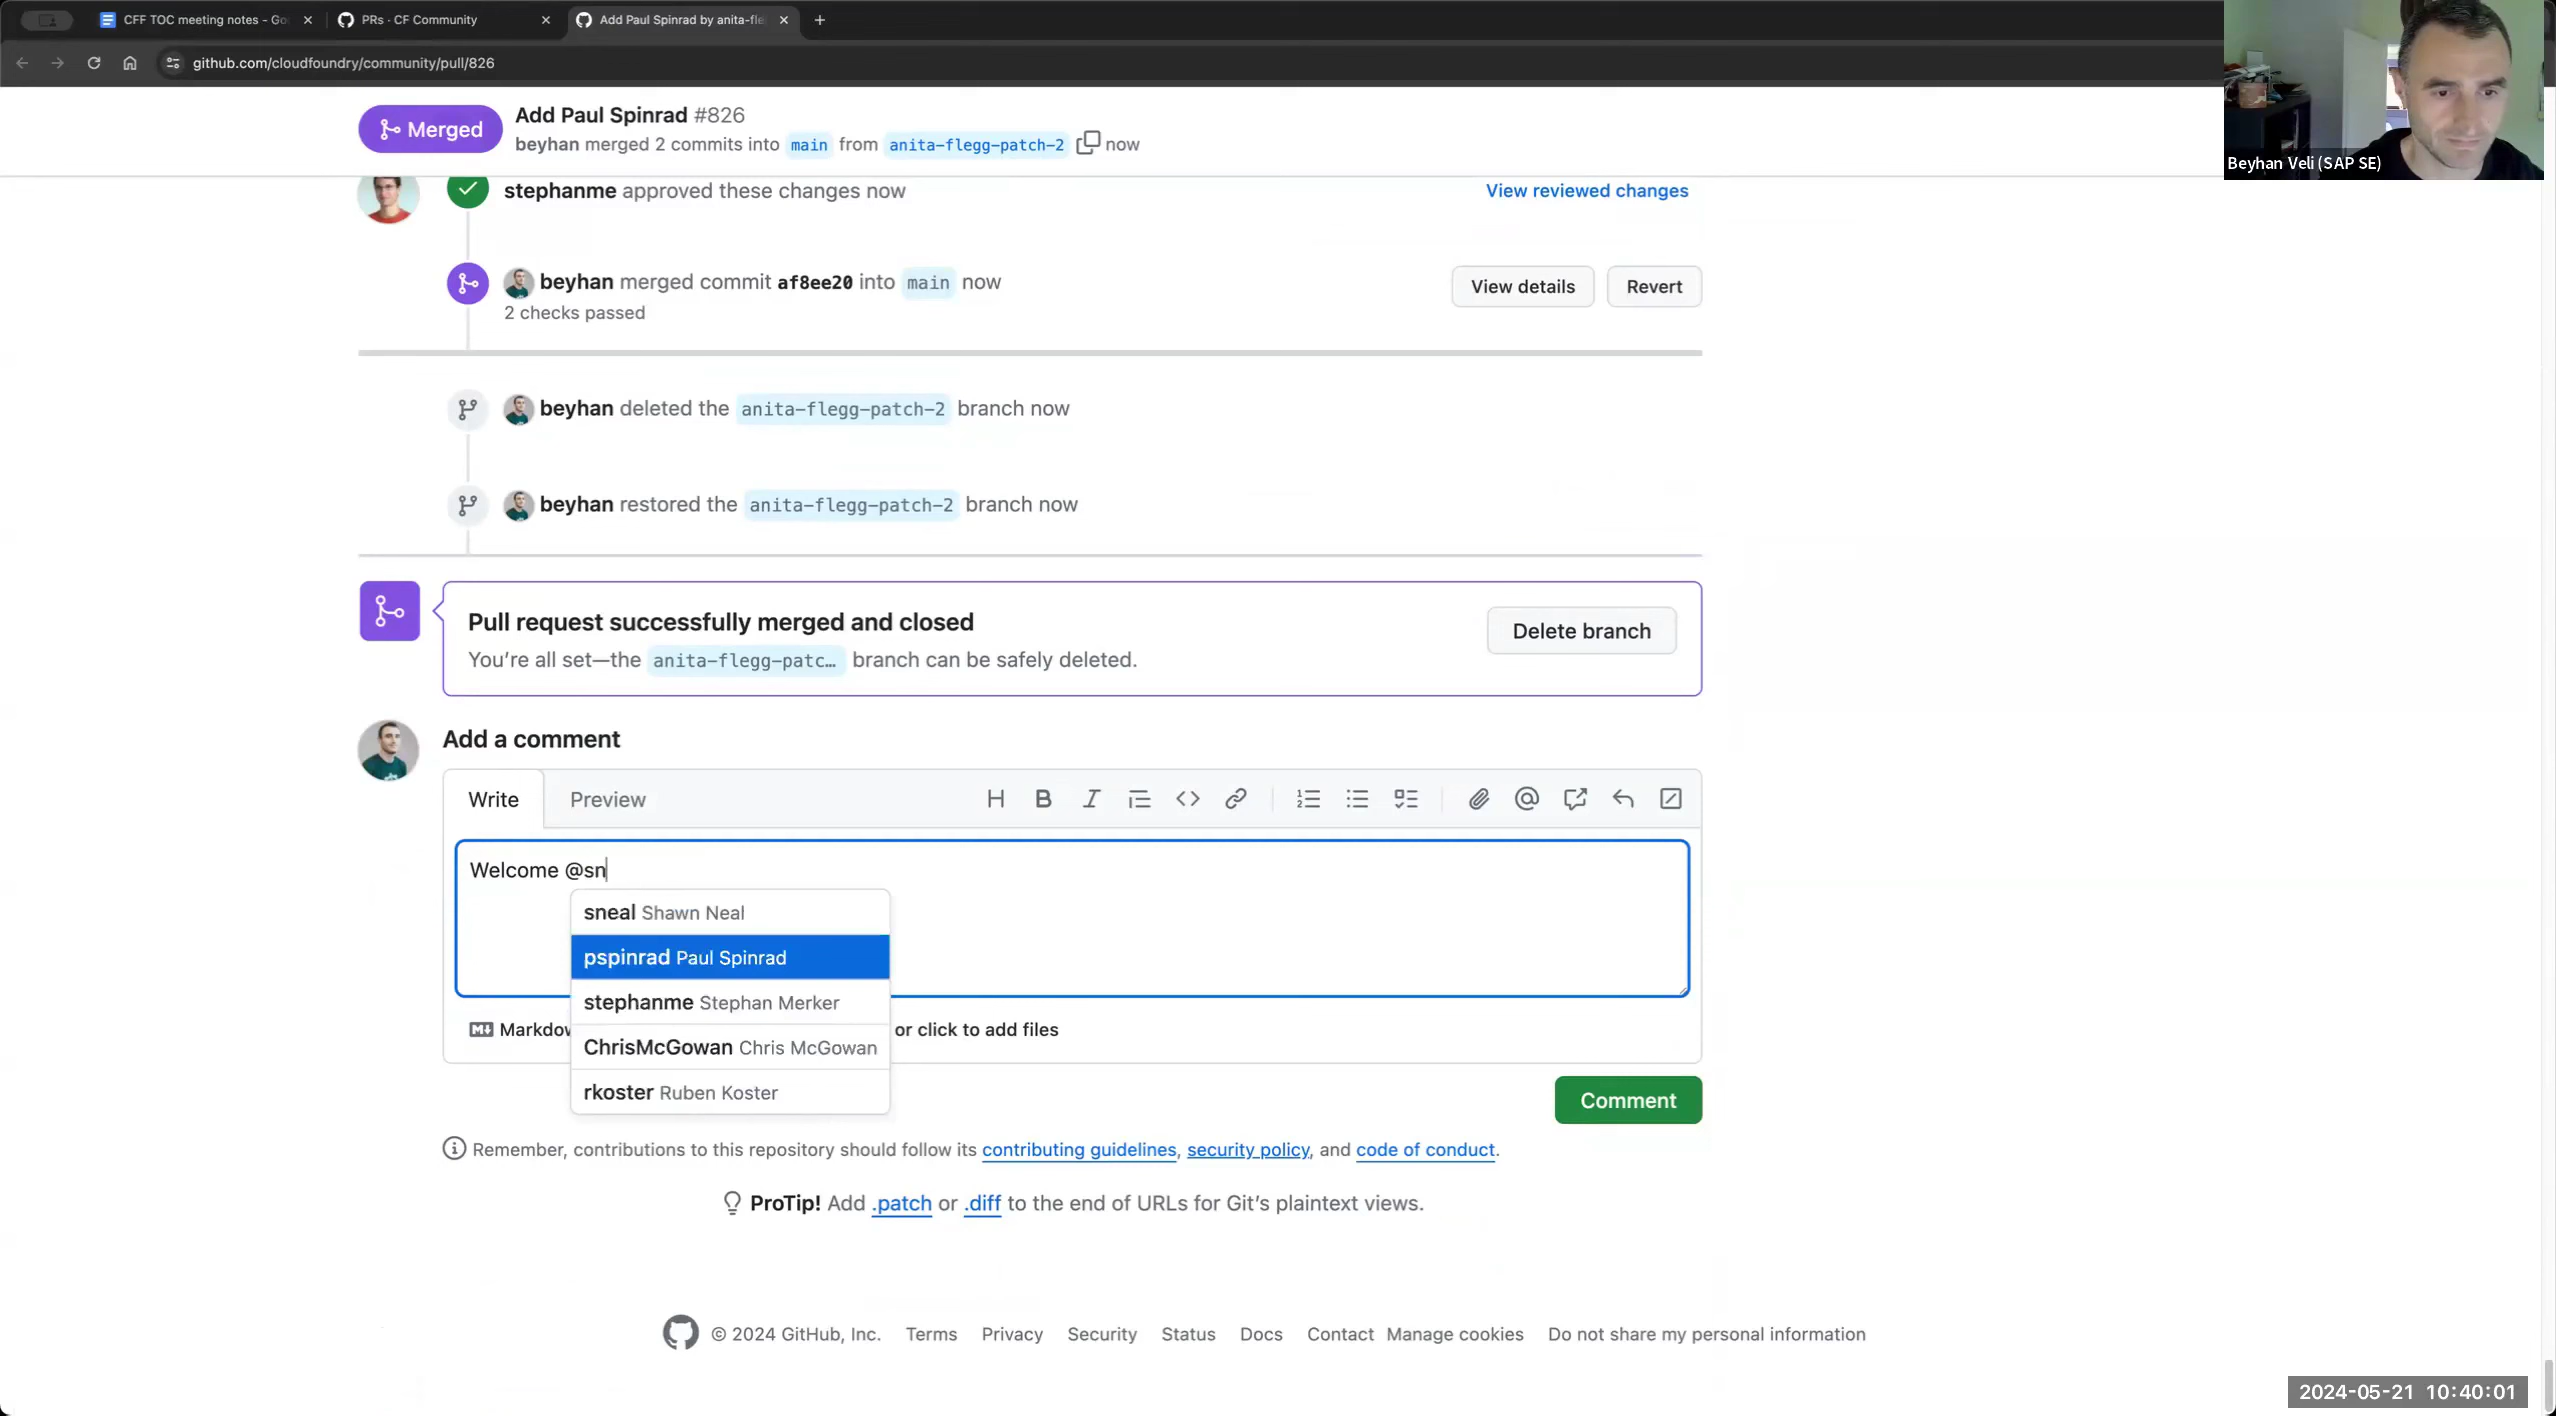 CFF TOC meeting notes - Go
PRs · CF Community
Add Paul Spinrad by anita-fle
github.com/cloudfoundry/community/pull/826
Beyhan Veli (SAP SE)
Merged
Add Paul Spinrad #826
beyhan merged 2 commits into main from anita-flegg-patch-2 now
stephanme approved these changes now
View reviewed changes
beyhan merged commit af8ee20 into main now
View details
Revert
2 checks passed
beyhan deleted the anita-flegg-patch-2 branch now
beyhan restored the anita-flegg-patch-2 branch now
Pull request successfully merged and closed
You're all set—the anita-flegg-patc… branch can be safely deleted.
Delete branch
Add a comment
Write
Preview
Welcome @sn
sneal Shawn Neal
pspinrad Paul Spinrad
stephanme Stephan Merker
ChrisMcGowan Chris McGowan
rkoster Ruben Koster
Markdow
or click to add files
Comment
Remember, contributions to this repository should follow its contributing guidelines, security policy, and code of conduct.
ProTip! Add .patch or .diff to the end of URLs for Git's plaintext views.
© 2024 GitHub, Inc.
Terms
Privacy
Security
Status
Docs
Contact
Manage cookies
Do not share my personal information
2024-05-21 10:40:01